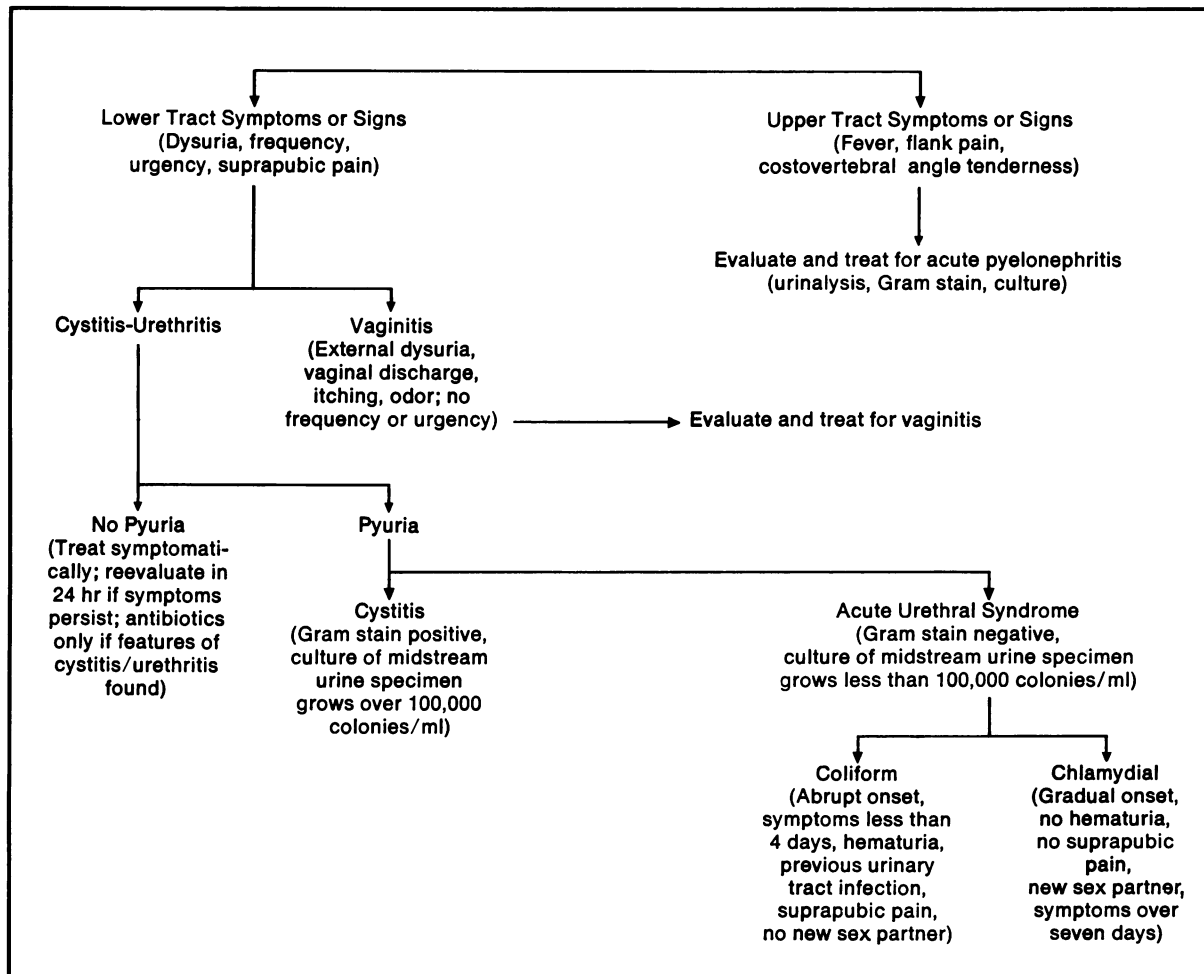 Lower Tract Symptoms or Signs
(Dysuria, frequency,
urgency, suprapubic pain)
Upper Tract Symptoms or Signs
(Fever, flank pain,
costovertebral angle tenderness)
Evaluate and treat for acute pyelonephritis
(urinalysis, Gram stain, culture)
Cystitis-Urethritis
Vaginitis
(External dysuria,
vaginal discharge,
itching, odor; no
frequency or urgency)
Evaluate and treat for vaginitis
No Pyuria
(Treat symptomati-
cally; reevaluate in
24 hr if symptoms
persist; antibiotics
only if features of
cystitis/urethritis
found)
Pyuria
Cystitis
(Gram stain positive,
culture of midstream
urine specimen
grows over 100,000
colonies/ml)
Acute Urethral Syndrome
(Gram stain negative,
culture of midstream urine specimen
grows less than 100,000 colonies/ml)
Coliform
(Abrupt onset,
symptoms less than
4 days, hematuria,
previous urinary
tract infection,
suprapubic pain,
no new sex partner)
Chlamydial
(Gradual onset,
no hematuria,
no suprapubic
pain,
new sex partner,
symptoms over
seven days)